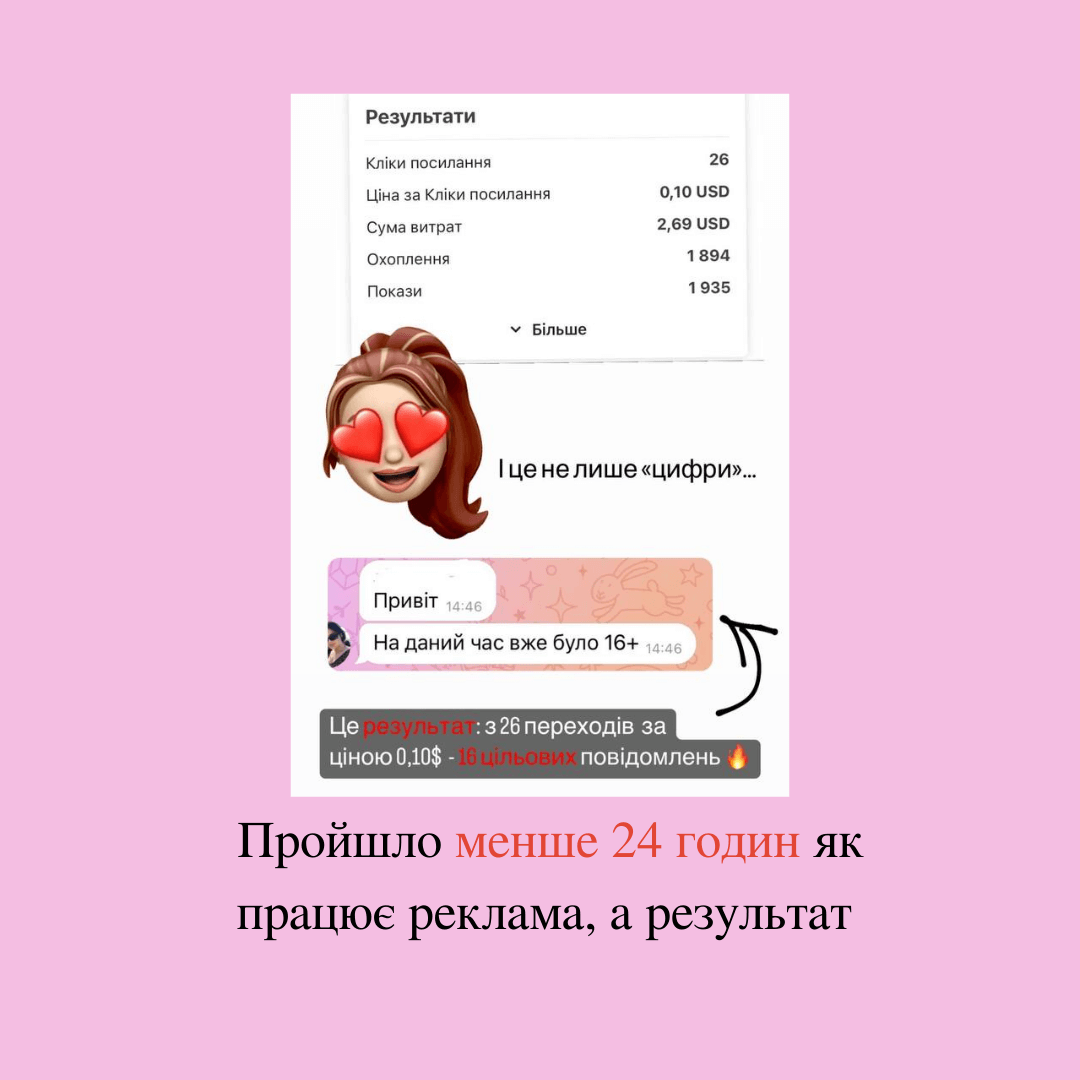 Результати
Кліки посилання 26
Ціна за Кліки посилання 0,10 USD
Сума витрат 2,69 USD
Охоплення 1 894
Покази 1 935
Більше
І це не лише «цифри»...
Привіт 14:46
На даний час вже було 16+ 14:46
Це результат: з 26 переходів за
ціною 0,10$ - 16 цільових повідомлень 🔥
Пройшло менше 24 годин як
працює реклама, а результат